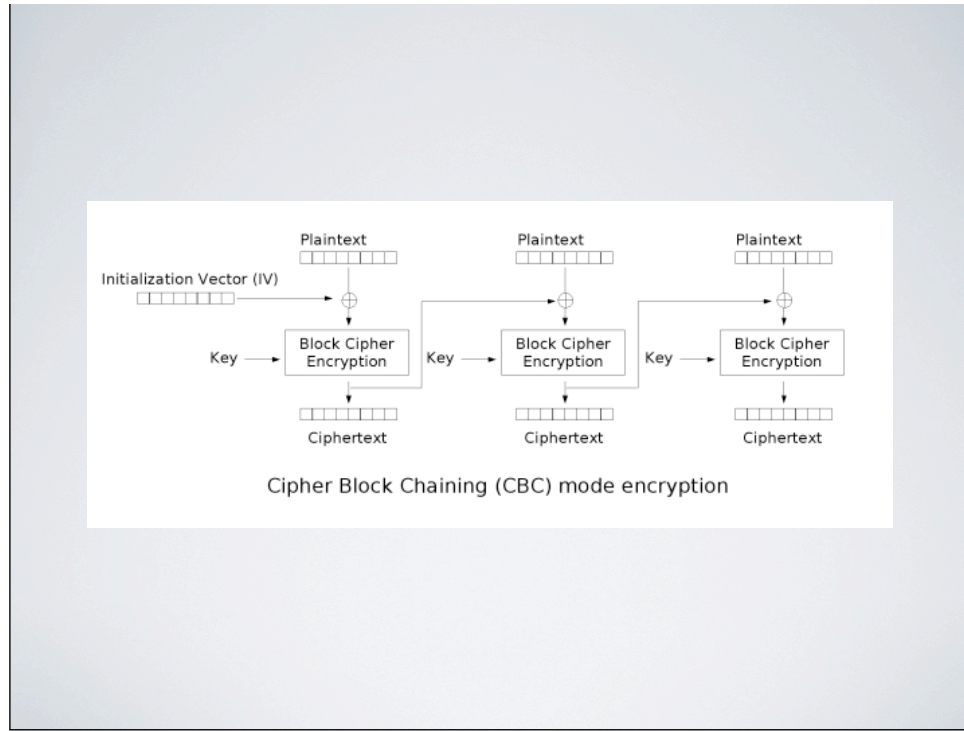 Plaintext
Plaintext
Plaintext
Initialization Vector (IV)
Key
Block Cipher
Encryption
Key
Block Cipher
Encryption
Key
Block Cipher
Encryption
Ciphertext
Ciphertext
Ciphertext
Cipher Block Chaining (CBC) mode encryption